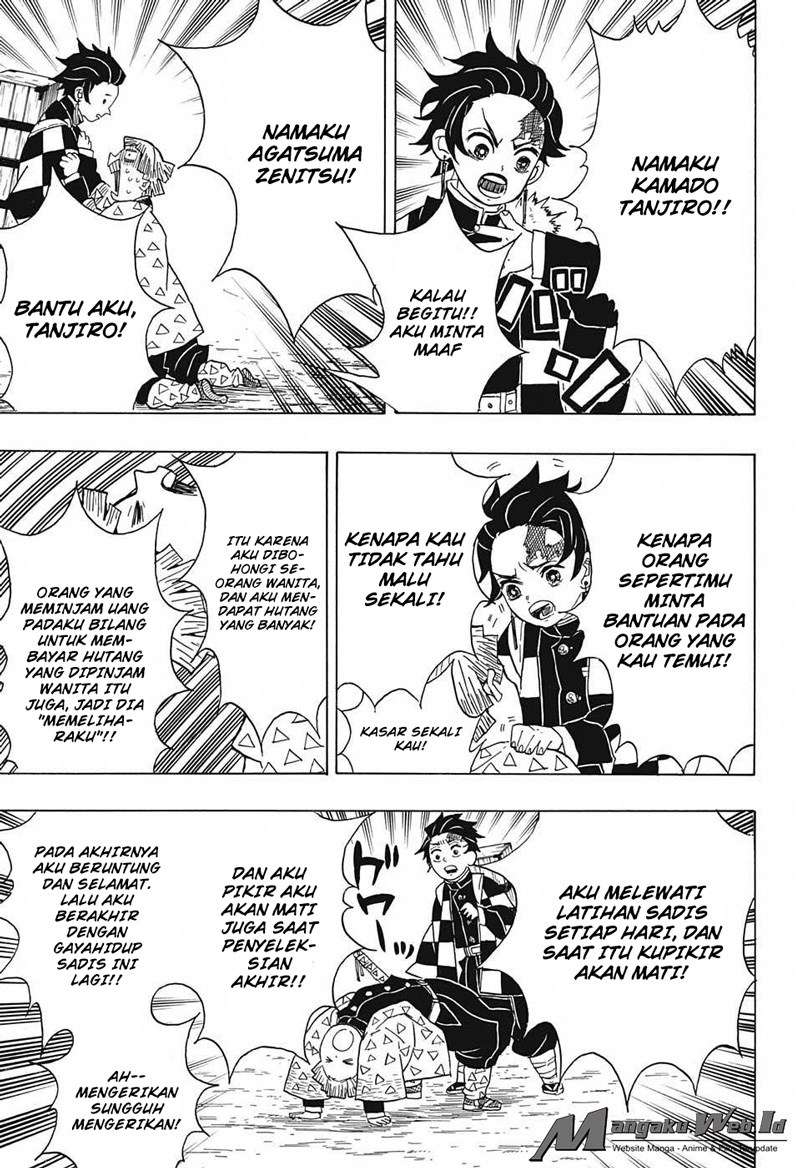 NAMAKU
KAMADO
TANJIRO!!
KALAU
BEGITU!!
AKU MINTA
MAAF
NAMAKU
AGATSUMA
ZENITSU!
BANTU AKU,
TANJIRO!
KENAPA
ORANG
SEPERTIMU
MINTA
BANTUAN PADA
ORANG YANG
KAU TEMUI!
KENAPA KAU
TIDAK TAHU
MALU
SEKALI!
KASAR SEKALI
KAU!
ITU KARENA
AKU DIBO-
HONGI SE-
ORANG WANITA,
DAN AKU MEN-
DAPAT HUTANG
YANG BANYAK!
ORANG YANG
MEMINJAM UANG
PADAKU BILANG
UNTUK MEM-
BAYAR HUTANG
YANG DIPINJAM
WANITA ITU
JUGA, JADI DIA
"MEMELIHA-
RAKU"!!
AKU MELEWATI
LATIHAN SADIS
SETIAP HARI, DAN
SAAT ITU KUPIKIR
AKAN MATI!
DAN AKU
PIKIR AKU
AKAN MATI
JUGA SAAT
PENYELEK-
SIAN
AKHIR!!
PADA AKHIRNYA
AKU BERUNTUNG
DAN SELAMAT.
LALU AKU
BERAKHIR
DENGAN
GAYAHIDUP
SADIS INI
LAGI!!
AH--
MENGERIKAN
SUNGGUH
MENGERIKAN!
Mangaku Web Id
Website Manga - Anime &